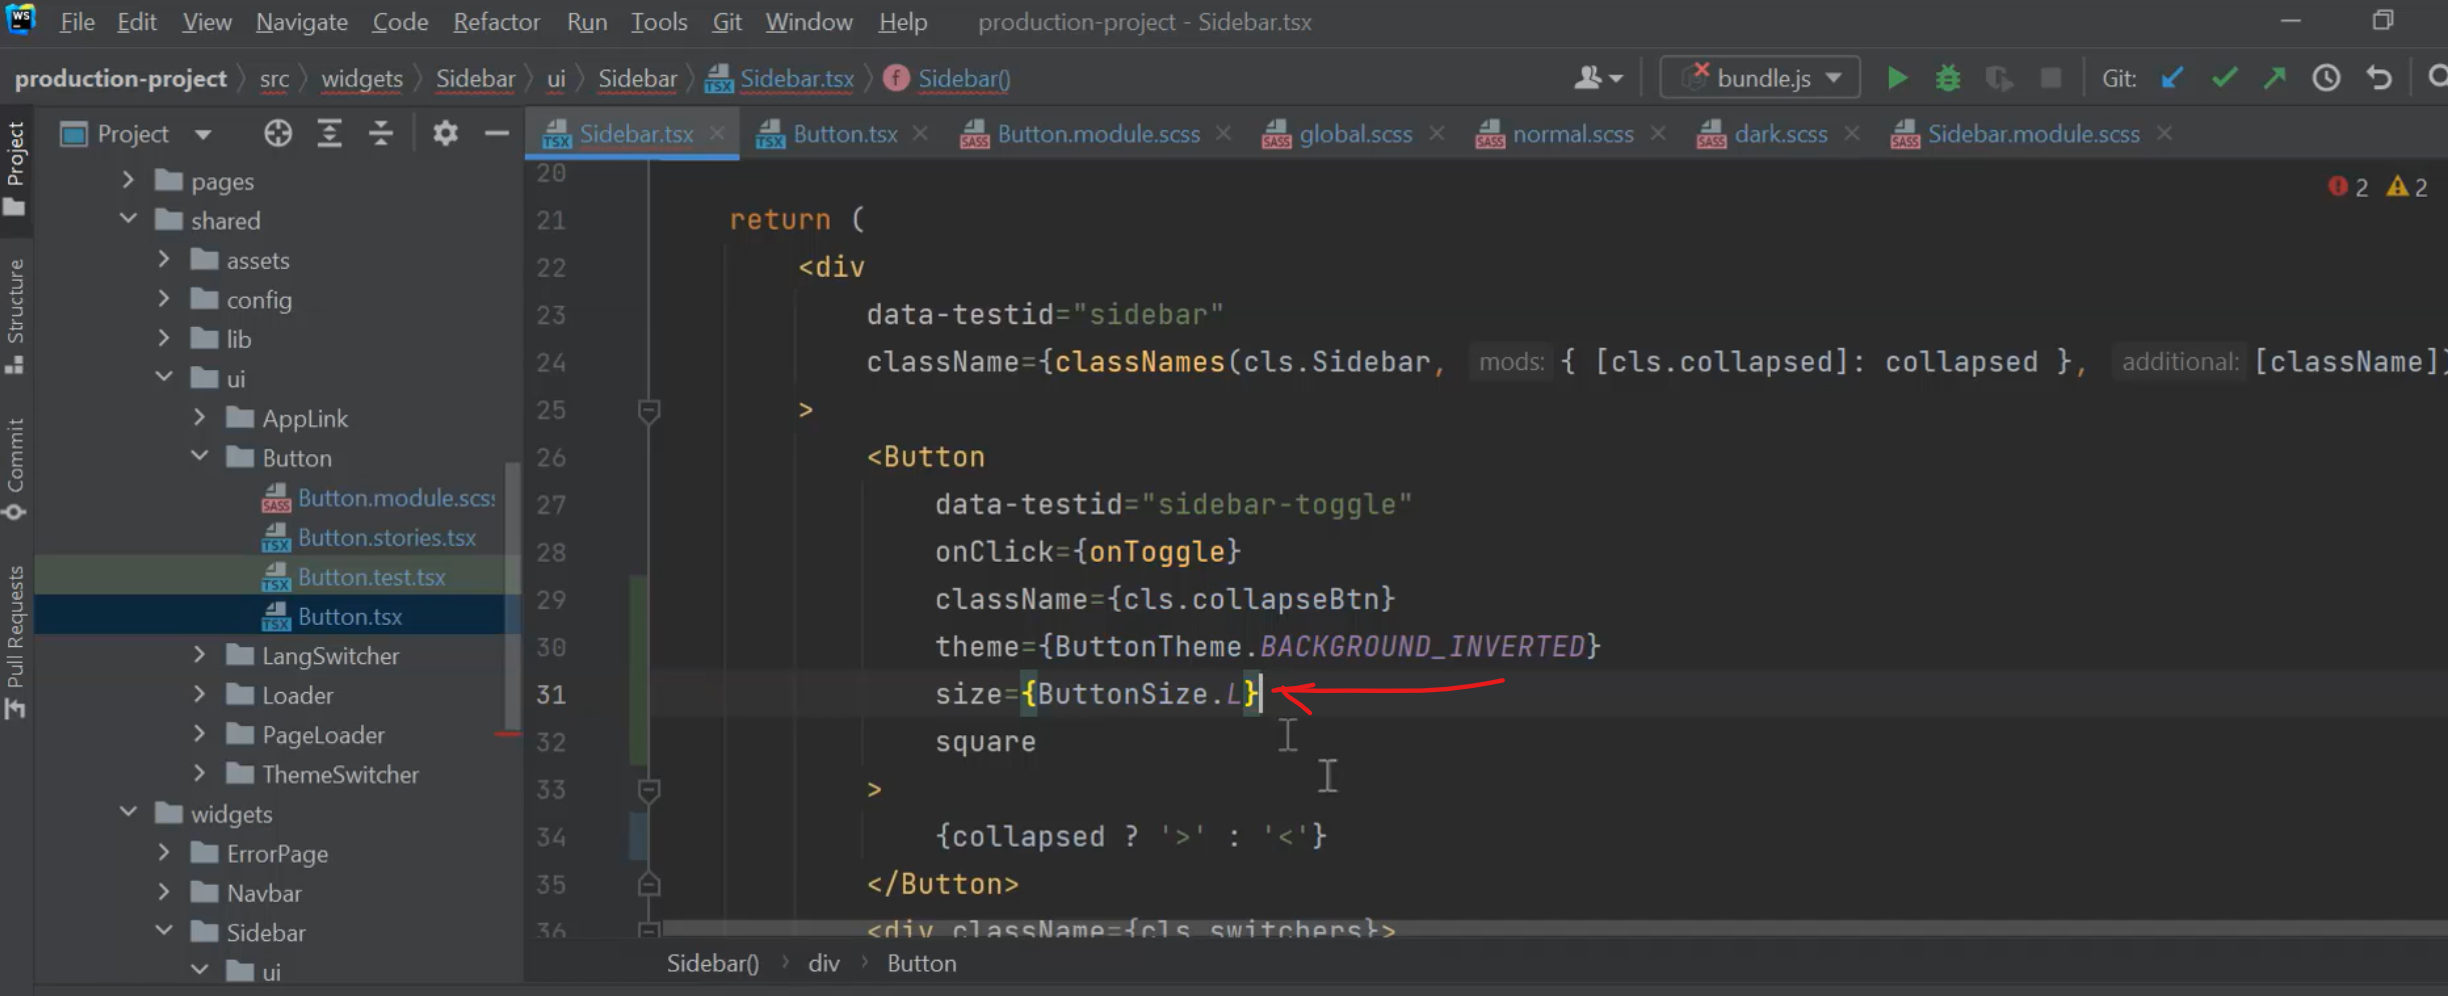 WS File Edit View Navigate Code Refactor Run Tools Git Window Help production-project - Sidebar.tsx
production-project src widgets Sidebar ui Sidebar Sidebar.tsx f Sidebar() bundle.js Git:
Project
Sidebar.tsx Button.tsx Button.module.scss global.scss normal.scss dark.scss Sidebar.module.scss
Project
Structure
Commit
Pull Requests
pages
shared
assets
config
lib
ui
AppLink
Button
Button.module.scss
Button.stories.tsx
Button.test.tsx
Button.tsx
LangSwitcher
Loader
PageLoader
ThemeSwitcher
widgets
ErrorPage
Navbar
Sidebar
ui
2 2
20
21 return (
22 <div
23 data-testid="sidebar"
24 className={classNames(cls.Sidebar, mods: { [cls.collapsed]: collapsed }, additional: [className])
25 >
26 <Button
27 data-testid="sidebar-toggle"
28 onClick={onToggle}
29 className={cls.collapseBtn}
30 theme={ButtonTheme.BACKGROUND_INVERTED}
31 size={ButtonSize.L}
32 square
33 >
34 {collapsed ? '>' : '<'}
35 </Button>
36 <div className={cls.switchers}>
Sidebar() div Button